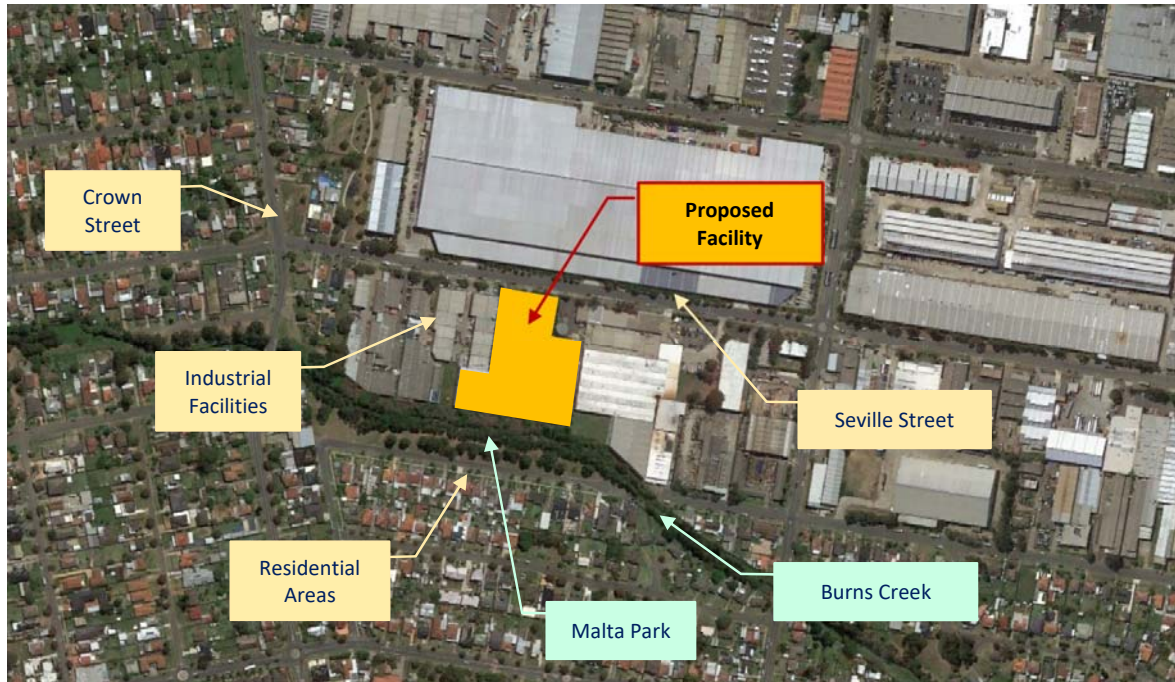 Proposed
Facility
Crown
Street
Industrial
Facilities
Seville Street
Residential
Areas
Burns Creek
Malta Park